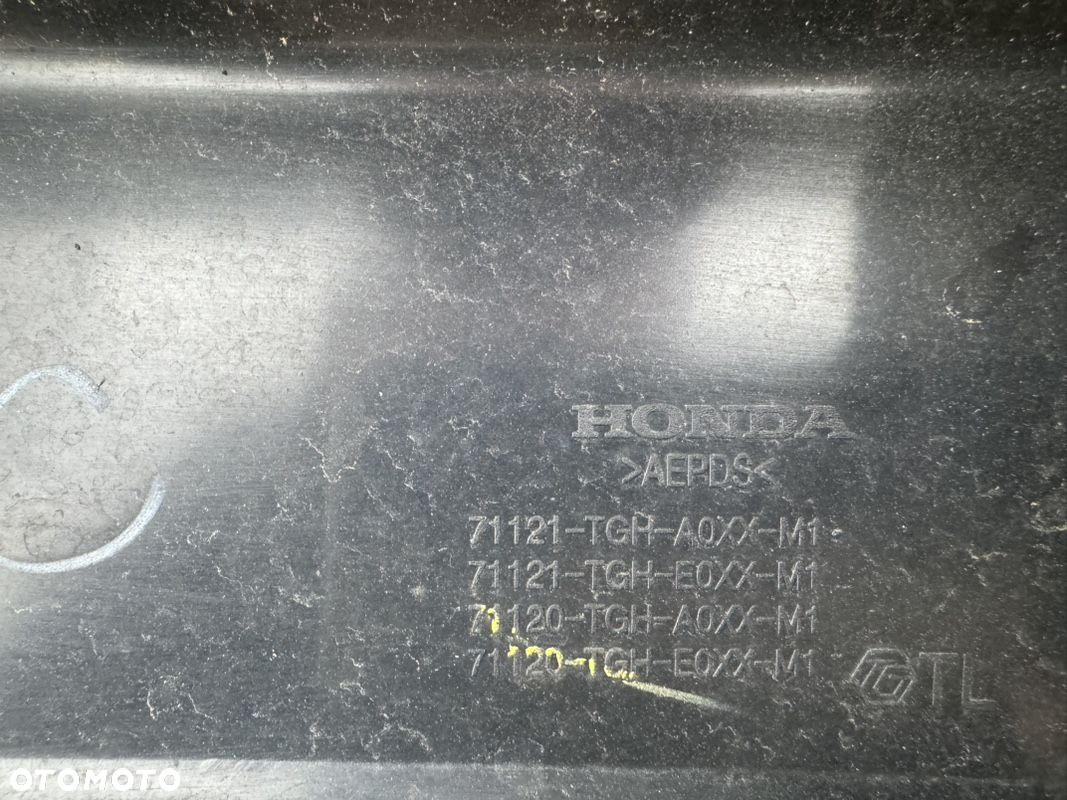 HONDA
>AEPDS<
71121-TGH-A0XX-M1
71121-TGH-E0XX-M1
71120-TGH-A0XX-M1
71120-TGH-E0XX-M1
TL
OTOMOTO